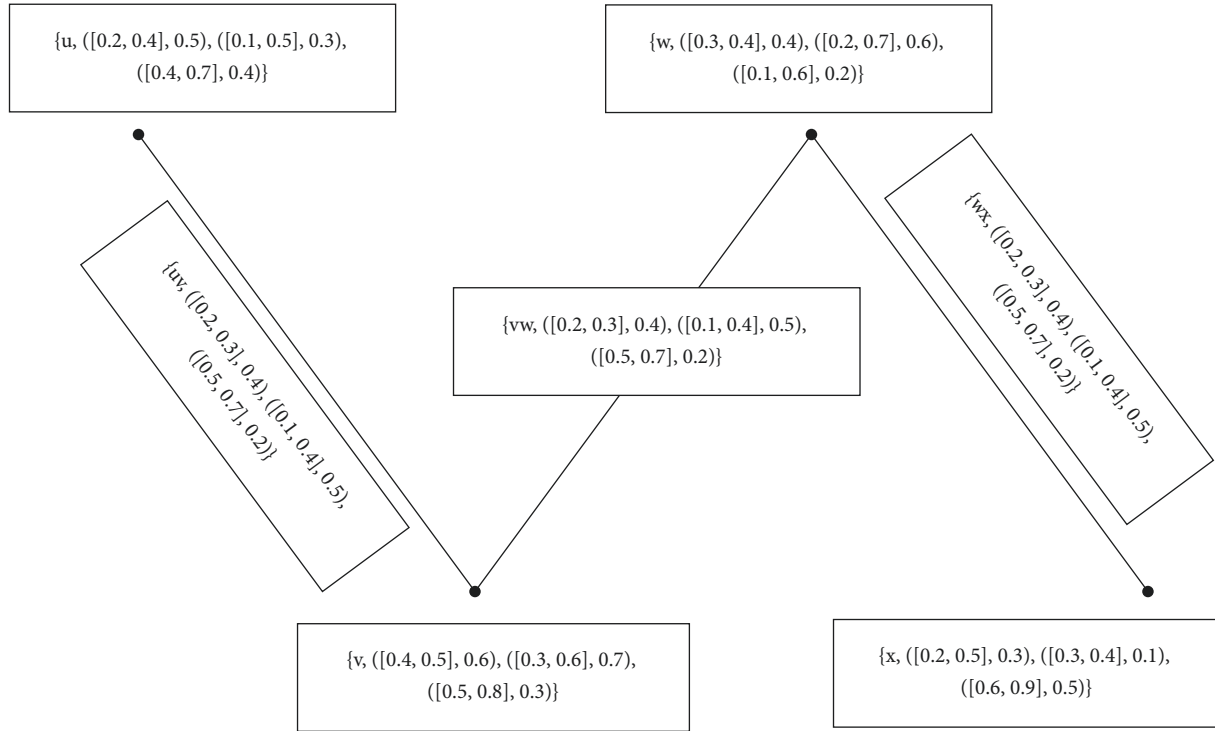 {u, ([0.2, 0.4], 0.5), ([0.1, 0.5], 0.3),
([0.4, 0.7], 0.4)}
{w, ([0.3, 0.4], 0.4), ([0.2, 0.7], 0.6),
([0.1, 0.6], 0.2)}
{uv, ([0.2, 0.3], 0.4), ([0.1, 0.4], 0.5),
([0.5, 0.7], 0.2)}
{vw, ([0.2, 0.3], 0.4), ([0.1, 0.4], 0.5),
([0.5, 0.7], 0.2)}
{wx, ([0.2, 0.3], 0.4), ([0.1, 0.4], 0.5),
([0.5, 0.7], 0.2)}
{v, ([0.4, 0.5], 0.6), ([0.3, 0.6], 0.7),
([0.5, 0.8], 0.3)}
{x, ([0.2, 0.5], 0.3), ([0.3, 0.4], 0.1),
([0.6, 0.9], 0.5)}